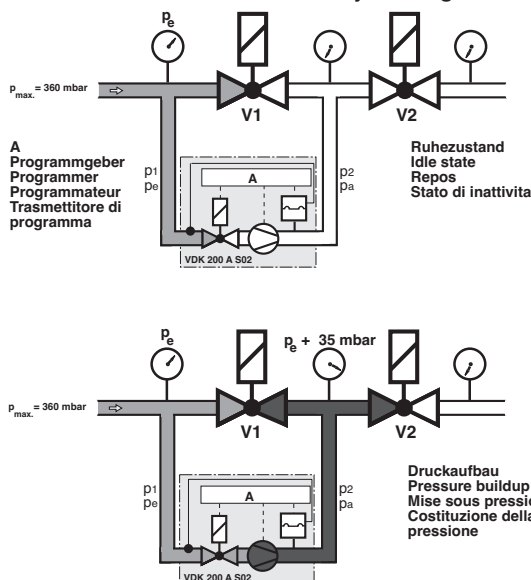 pe
pmax. = 360 mbar
V1
V2
A
Programmgeber
Programmer
Programmateur
Trasmettitore di
programma
p1
pe
A
p2
pa
Ruhezustand
Idle state
Repos
Stato di inattivita
VDK 200 A S02
pe
pe + 35 mbar
pmax. = 360 mbar
V1
V2
p1
pe
A
p2
pa
Druckaufbau
Pressure buildup
Mise sous pressio
Costituzione della
pressione
VDK 200 A S02